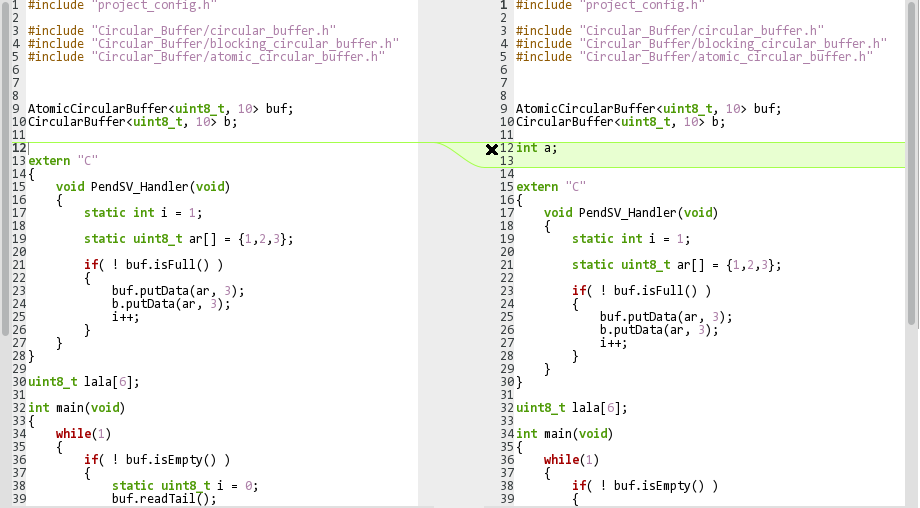 1 #include "project_config.h"
2
3 #include "Circular_Buffer/circular_buffer.h"
4 #include "Circular_Buffer/blocking_circular_buffer.h"
5 #include "Circular_Buffer/atomic_circular_buffer.h"
6
7
8
9 AtomicCircularBuffer<uint8_t, 10> buf;
10 CircularBuffer<uint8_t, 10> b;
11
12
13 extern "C"
14 {
15     void PendSV_Handler(void)
16     {
17         static int i = 1;
18
19         static uint8_t ar[] = {1,2,3};
20
21         if( ! buf.isFull() )
22         {
23             buf.putData(ar, 3);
24             b.putData(ar, 3);
25             i++;
26         }
27     }
28 }
29
30 uint8_t lala[6];
31
32 int main(void)
33 {
34     while(1)
35     {
36         if( ! buf.isEmpty() )
37         {
38             static uint8_t i = 0;
39             buf.readTail();
1 #include "project_config.h"
2
3 #include "Circular_Buffer/circular_buffer.h"
4 #include "Circular_Buffer/blocking_circular_buffer.h"
5 #include "Circular_Buffer/atomic_circular_buffer.h"
6
7
8
9 AtomicCircularBuffer<uint8_t, 10> buf;
10 CircularBuffer<uint8_t, 10> b;
11
12 int a;
13
14
15 extern "C"
16 {
17     void PendSV_Handler(void)
18     {
19         static int i = 1;
20
21         static uint8_t ar[] = {1,2,3};
22
23         if( ! buf.isFull() )
24         {
25             buf.putData(ar, 3);
26             b.putData(ar, 3);
27             i++;
28         }
29     }
30 }
31
32 uint8_t lala[6];
33
34 int main(void)
35 {
36     while(1)
37     {
38         if( ! buf.isEmpty() )
39         {